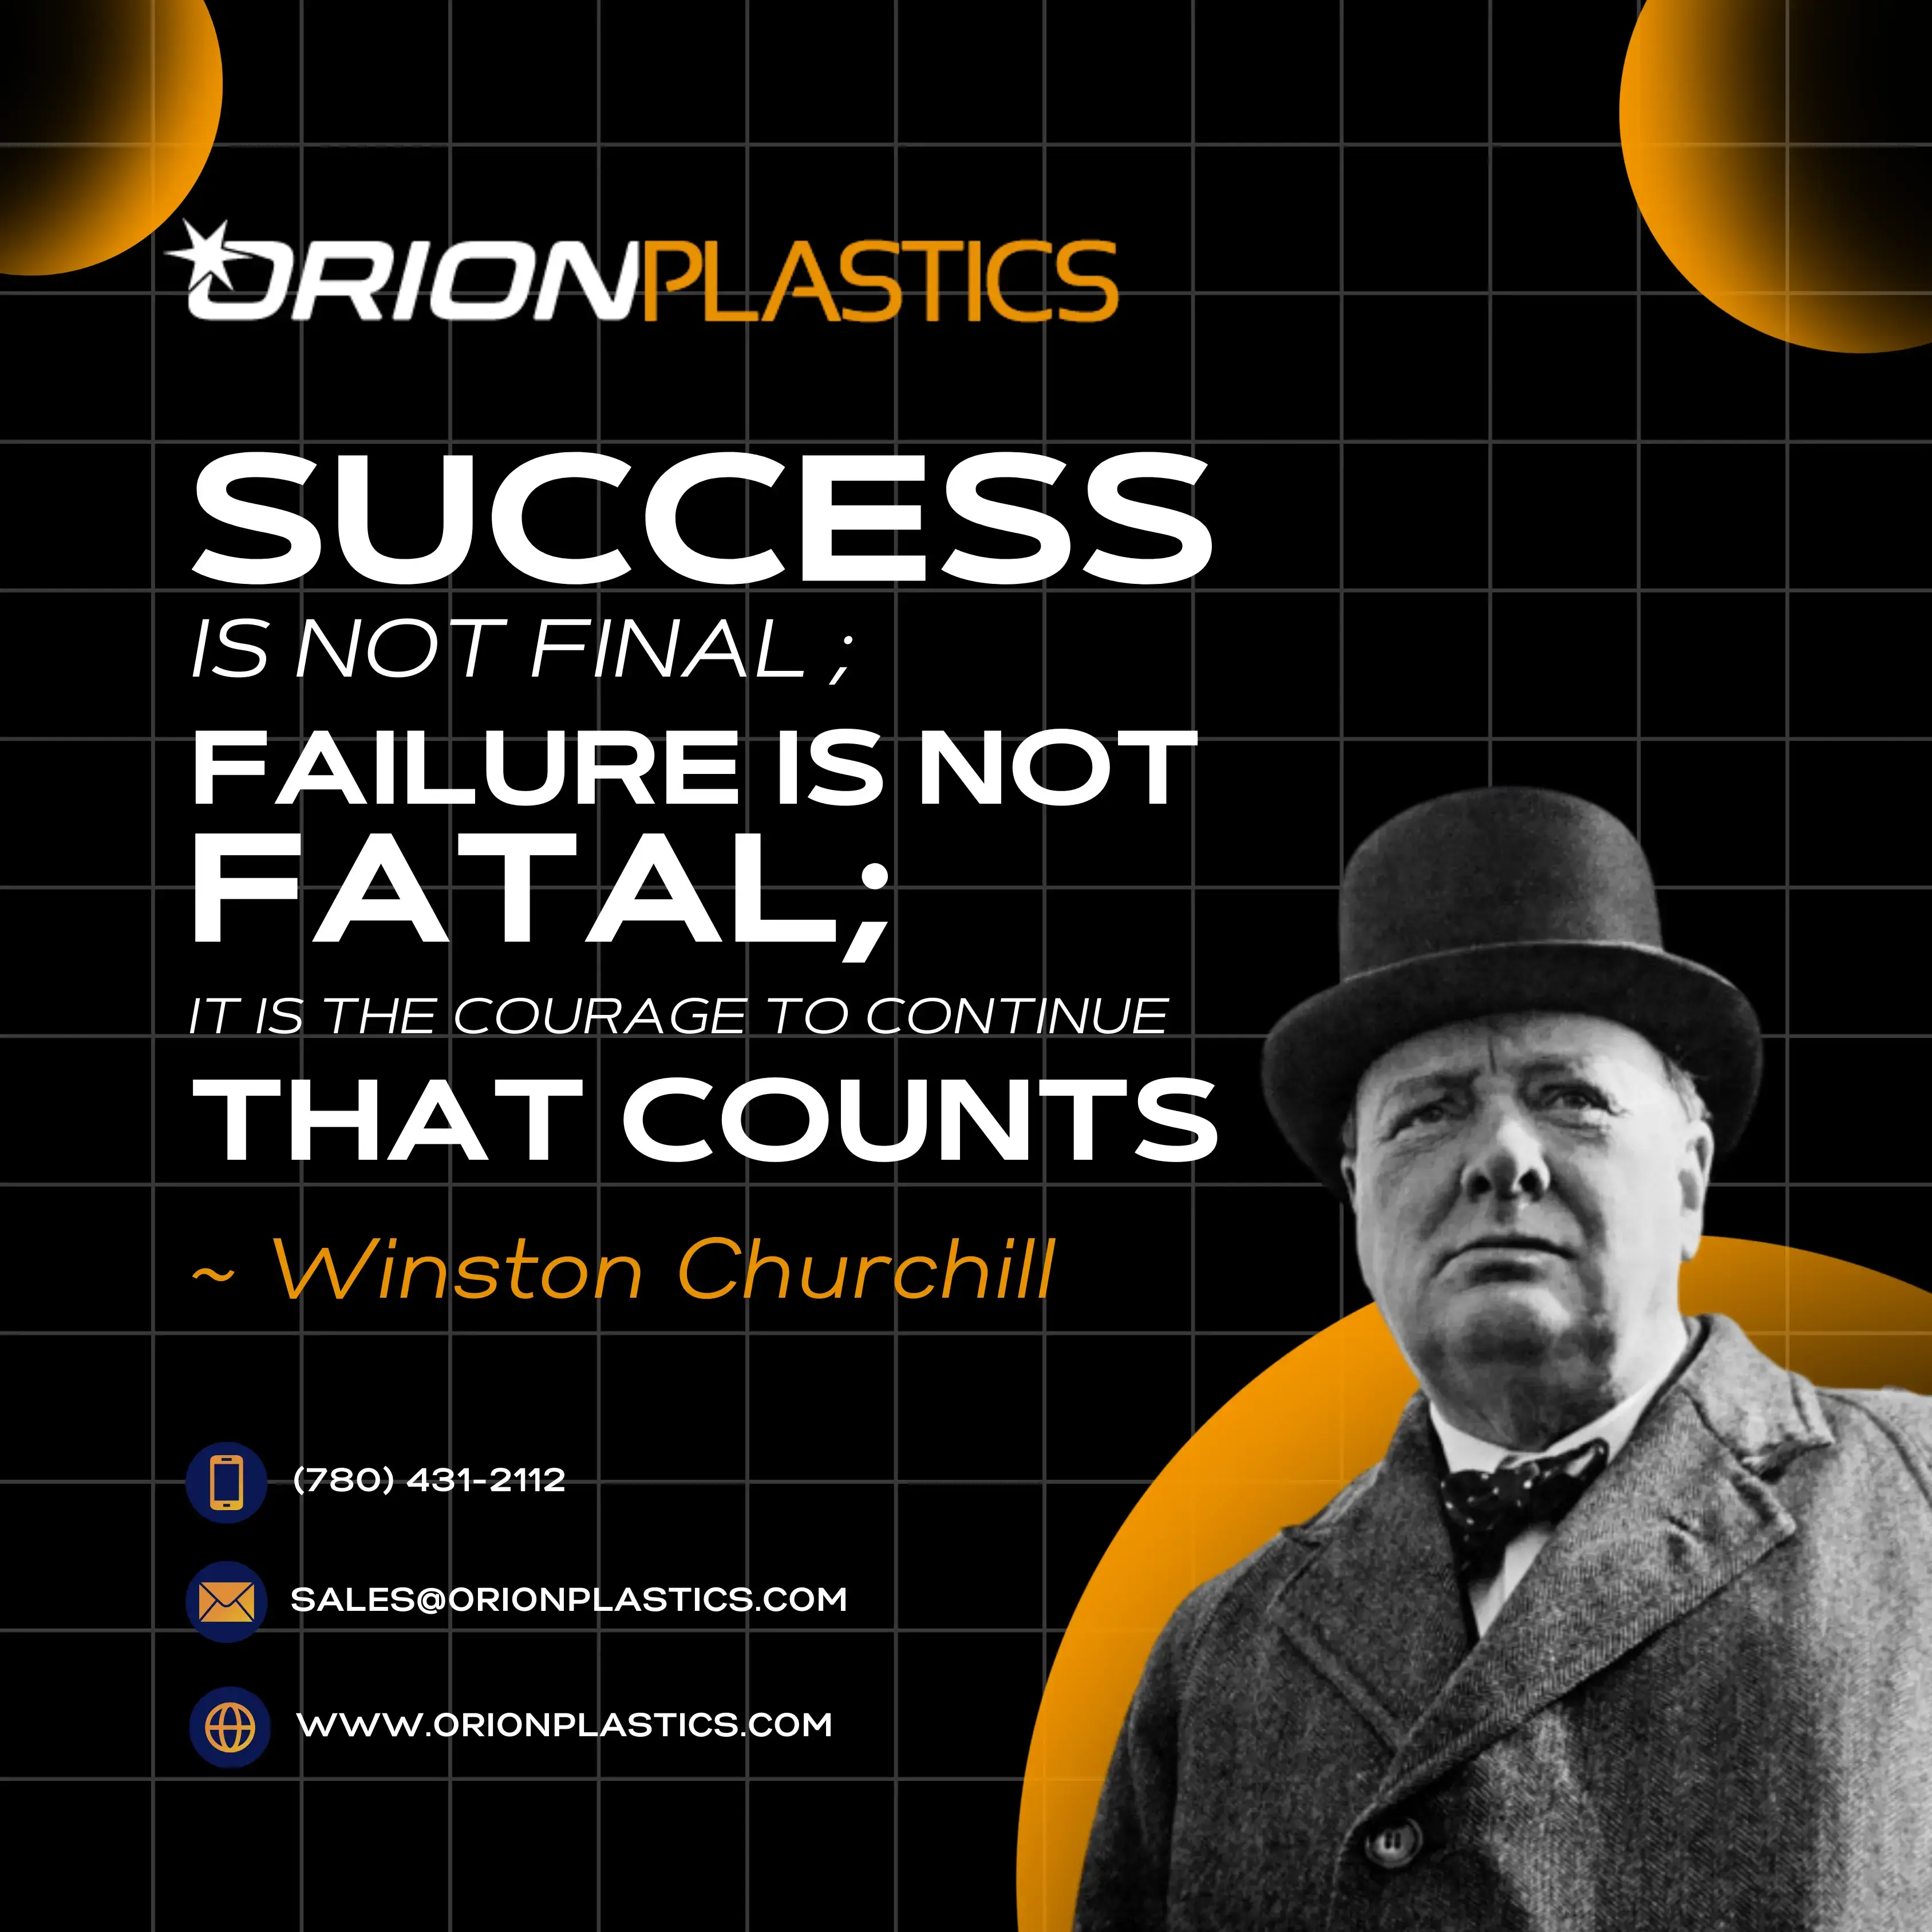 ORIONPLASTICS
SUCCESS
IS NOT FINAL ;
FAILURE IS NOT
FATAL;
IT IS THE COURAGE TO CONTINUE
THAT COUNTS
~ Winston Churchill
(780) 431-2112
SALES@ORIONPLASTICS.COM
WWW.ORIONPLASTICS.COM